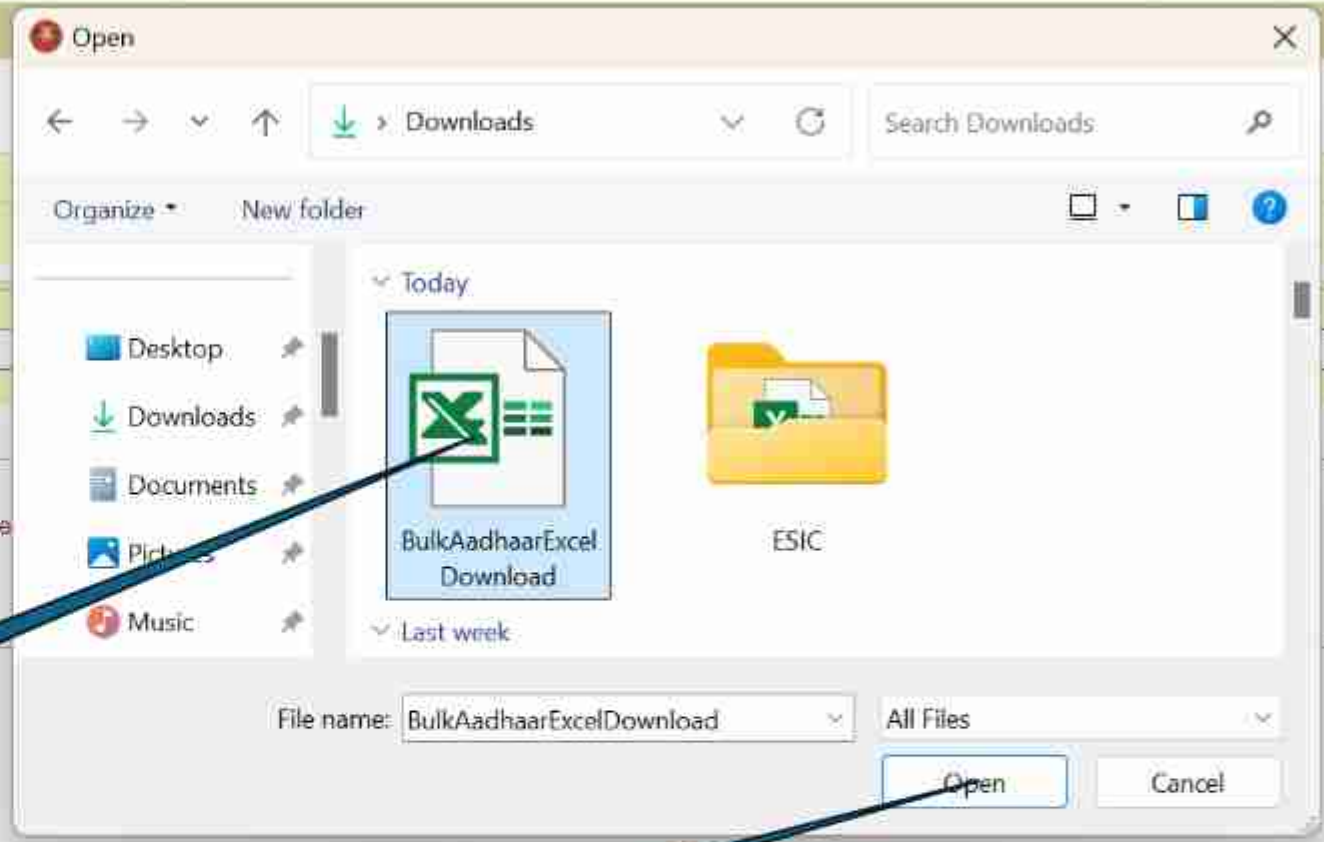 Open
Downloads
Search Downloads
Organize
New folder
Today
Desktop
Downloads
Documents
Pictures
Music
BulkAadhaarExcel
Download
ESIC
Last week
File name: BulkAadhaarExcelDownload
All Files
Open
Cancel